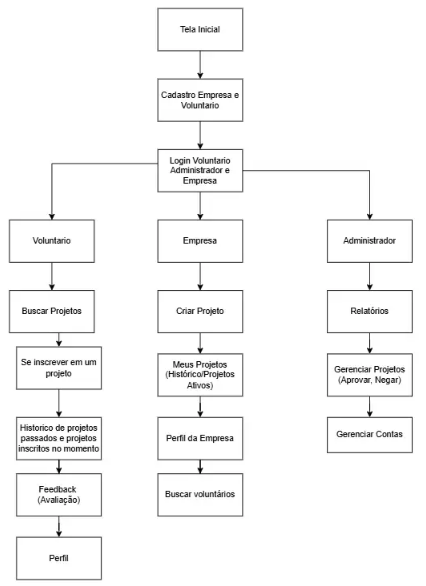 Tela Inicial
Cadastro Empresa e
Voluntario
Login Voluntario
Administrador e
Empresa
Voluntario
Empresa
Administrador
Buscar Projetos
Criar Projeto
Relatórios
Se inscrever em um
projeto
Meus Projetos
(Histórico/Projetos
Ativos)
Gerenciar Projetos
(Aprovar, Negar)
Historico de projetos
passados e projetos
inscritos no momento
Perfil da Empresa
Gerenciar Contas
Feedback
(Avaliação)
Buscar voluntários
Perfil